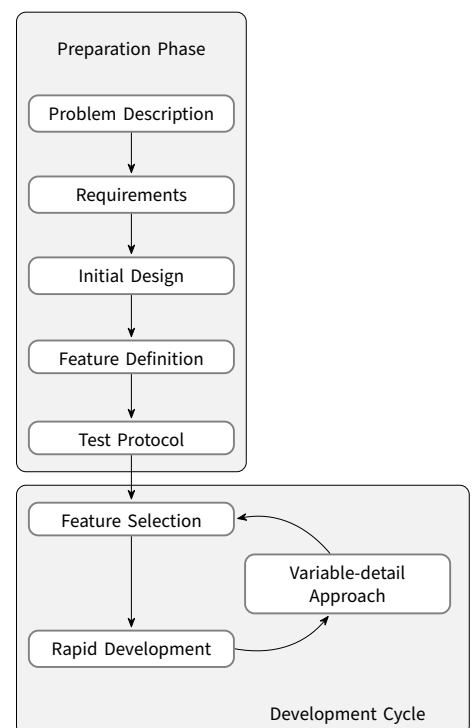 Preparation Phase
Problem Description
Requirements
Initial Design
Feature Definition
Test Protocol
Feature Selection
Variable-detail
Approach
Rapid Development
Development Cycle